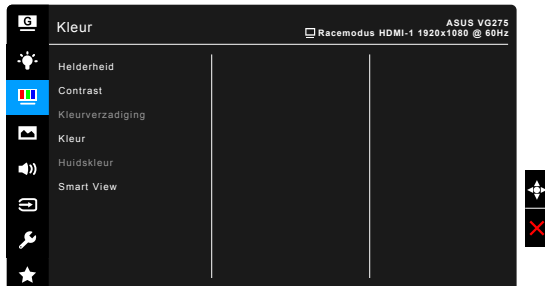 G
Kleur
ASUS VG275
Racemodus HDMI-1 1920x1080 @ 60Hz
Helderheid
Contrast
Kleurverzadiging
Kleur
Huidskleur
Smart View